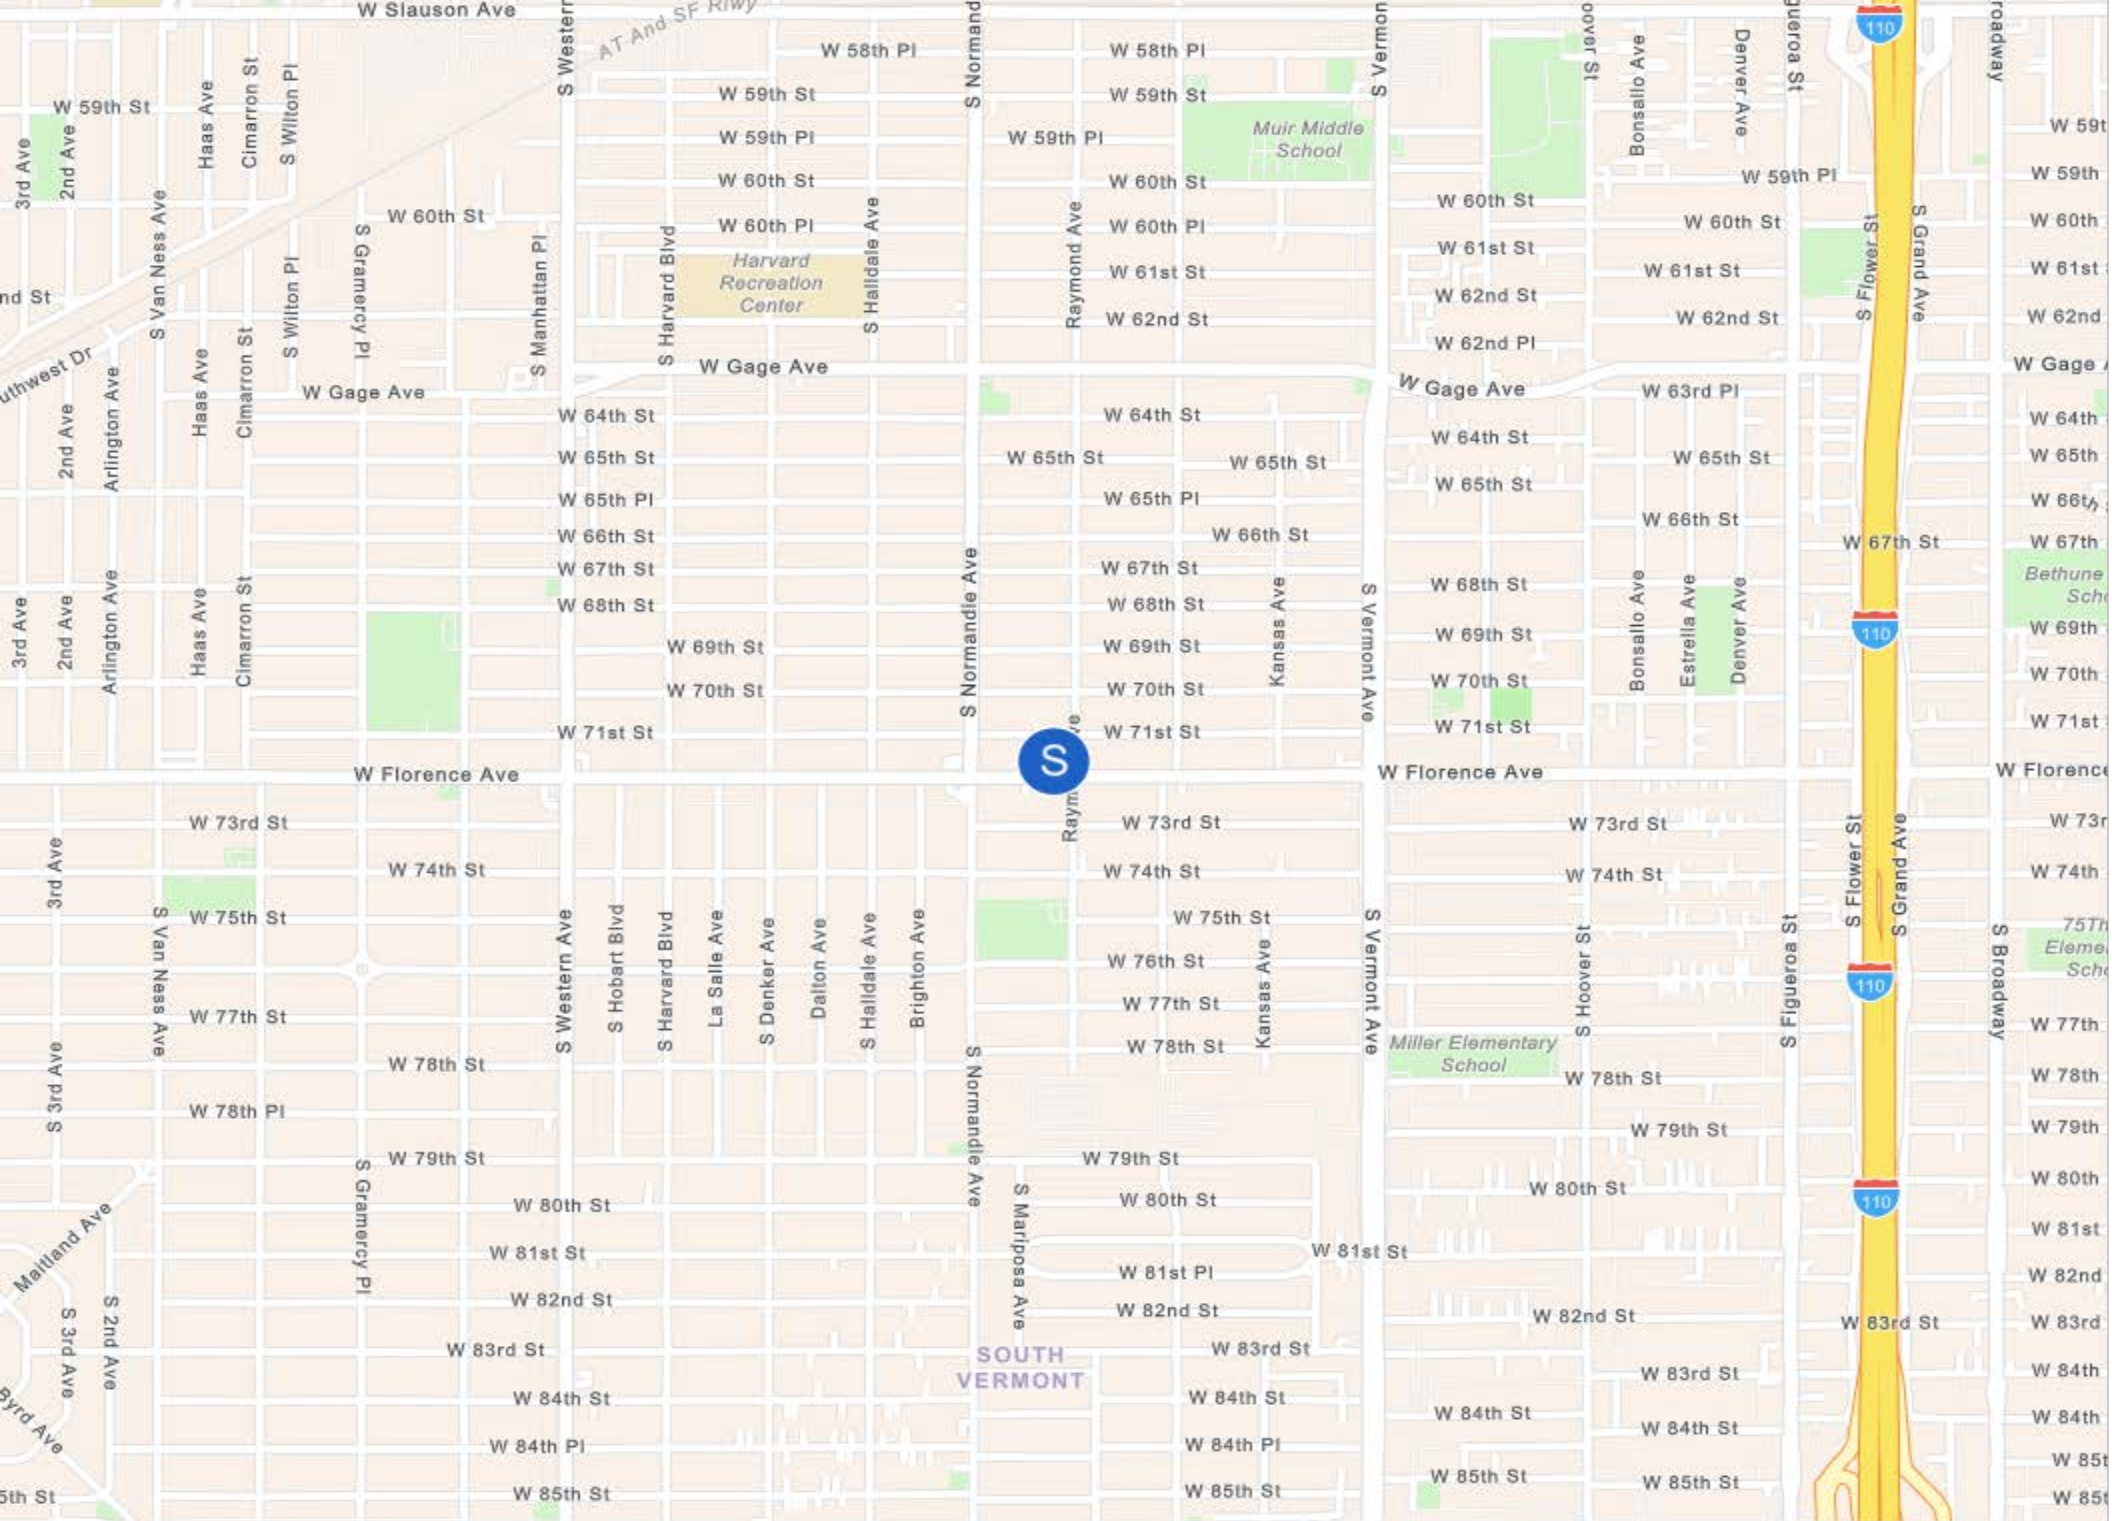 W Slauson Ave
AT And SF Rlwy
W 58th Pl
W 58th Pl
110
W 59th St
W 59th St
W 59th St
W 59th Pl
W 59th Pl
Muir Middle
School
W 60th St
W 60th St
W 59th Pl
W 59th
W 60th St
W 60th Pl
W 60th Pl
W 60th St
W 60th St
W 60th
Harvard
Recreation
Center
W 61st St
W 61st St
W 61st St
W 61st
W 62nd St
W 62nd St
W 62nd St
W 62nd
W 62nd Pl
3rd Ave
2nd Ave
S Van Ness Ave
Haas Ave
Cimarron St
S Wilton Pl
S Wilton Pl
S Gramercy Pl
S Manhattan Pl
S Western
S Harvard Blvd
S Halldale Ave
S Normand
Raymond Ave
S Vermon
Bonsallo Ave
Denver Ave
S Flower St
S Grand Ave
W Gage Ave
W Gage Ave
W Gage Ave
W Gage
W 63rd Pl
W 64th St
W 64th St
W 64th St
W 64th
W 65th St
W 65th St
W 65th St
W 65th St
W 65th St
W 65th
W 65th Pl
W 65th Pl
W 66th St
W 66th St
W 66th St
W 66th
W 67th St
W 67th St
W 67th St
W 67th
W 68th St
W 68th St
W 68th St
Bethune
W 69th St
W 69th St
W 69th St
W 69th
110
W 70th St
W 70th St
W 70th St
W 70th
W 71st St
W 71st St
W 71st St
W 71st
2nd Ave
Arlington Ave
Haas Ave
Cimarron St
3rd Ave
2nd Ave
Arlington Ave
Haas Ave
Cimarron St
S Normandie Ave
Kansas Ave
S Vermont Ave
Bonsallo Ave
Estrella Ave
Denver Ave
S
W Florence Ave
W Florence Ave
W Florence
W 73rd St
W 73rd St
W 73rd St
W 74th St
W 74th St
W 74th St
W 74th
W 75th St
W 75th St
W 76th St
W 77th St
W 77th St
W 77th
110
Miller Elementary
School
W 78th St
W 78th St
W 78th St
W 78th
W 78th Pl
W 79th St
W 79th St
W 79th St
W 79th
3rd Ave
S Van Ness Ave
S 3rd Ave
S Western Ave
S Hobart Blvd
S Harvard Blvd
La Salle Ave
S Denker Ave
Dalton Ave
S Halldale Ave
Brighton Ave
Kansas Ave
S Vermont Ave
S Hoover St
S Figueroa St
S Flower St
S Grand Ave
S Broadway
W 80th St
W 80th St
W 80th St
W 80th
110
W 81st St
W 81st St
W 81st
W 81st Pl
W 82nd St
W 82nd St
W 82nd St
W 82nd
W 83rd St
W 83rd St
W 83rd St
W 83rd St
W 83rd
SOUTH
VERMONT
W 84th St
W 84th St
W 84th St
W 84th St
W 84th
W 84th
W 84th Pl
W 84th Pl
W 85th St
W 85th St
W 85th St
W 85th St
Maitland Ave
S 3rd Ave
S 2nd Ave
Byrd Ave
S Gramercy Pl
S Normandie Ave
S Mariposa Ave